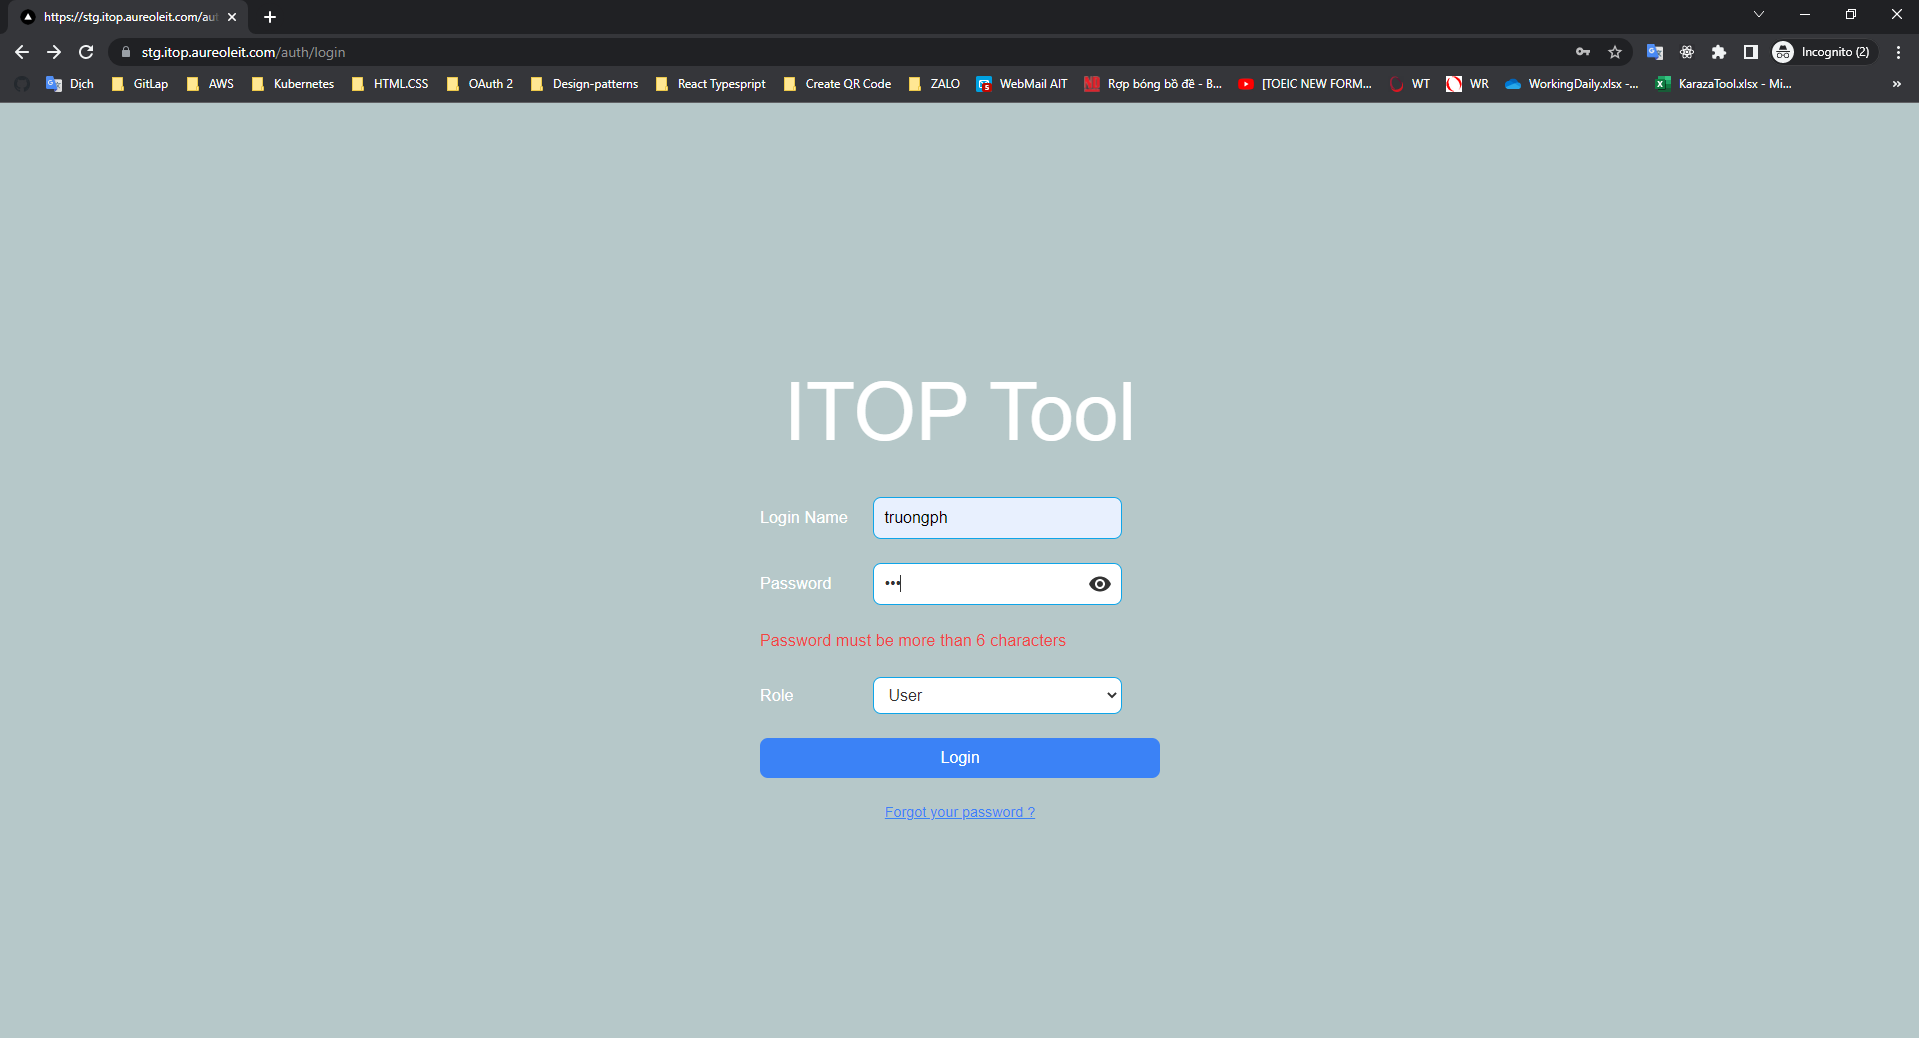 https://stg.itop.aureoleit.com/aut
stg.itop.aureoleit.com/auth/login
Incognito (2)
Dịch GitLap AWS Kubernetes HTML.CSS OAuth 2 Design-patterns React Typespript Create QR Code ZALO WebMail AIT Rợp bóng bồ đề - B... [TOEIC NEW FORM... WT WR WorkingDaily.xlsx -... KarazaTool.xlsx - Mi... »
ITOP Tool
Login Name truongph
Password •••
Password must be more than 6 characters
Role User
Login
Forgot your password ?